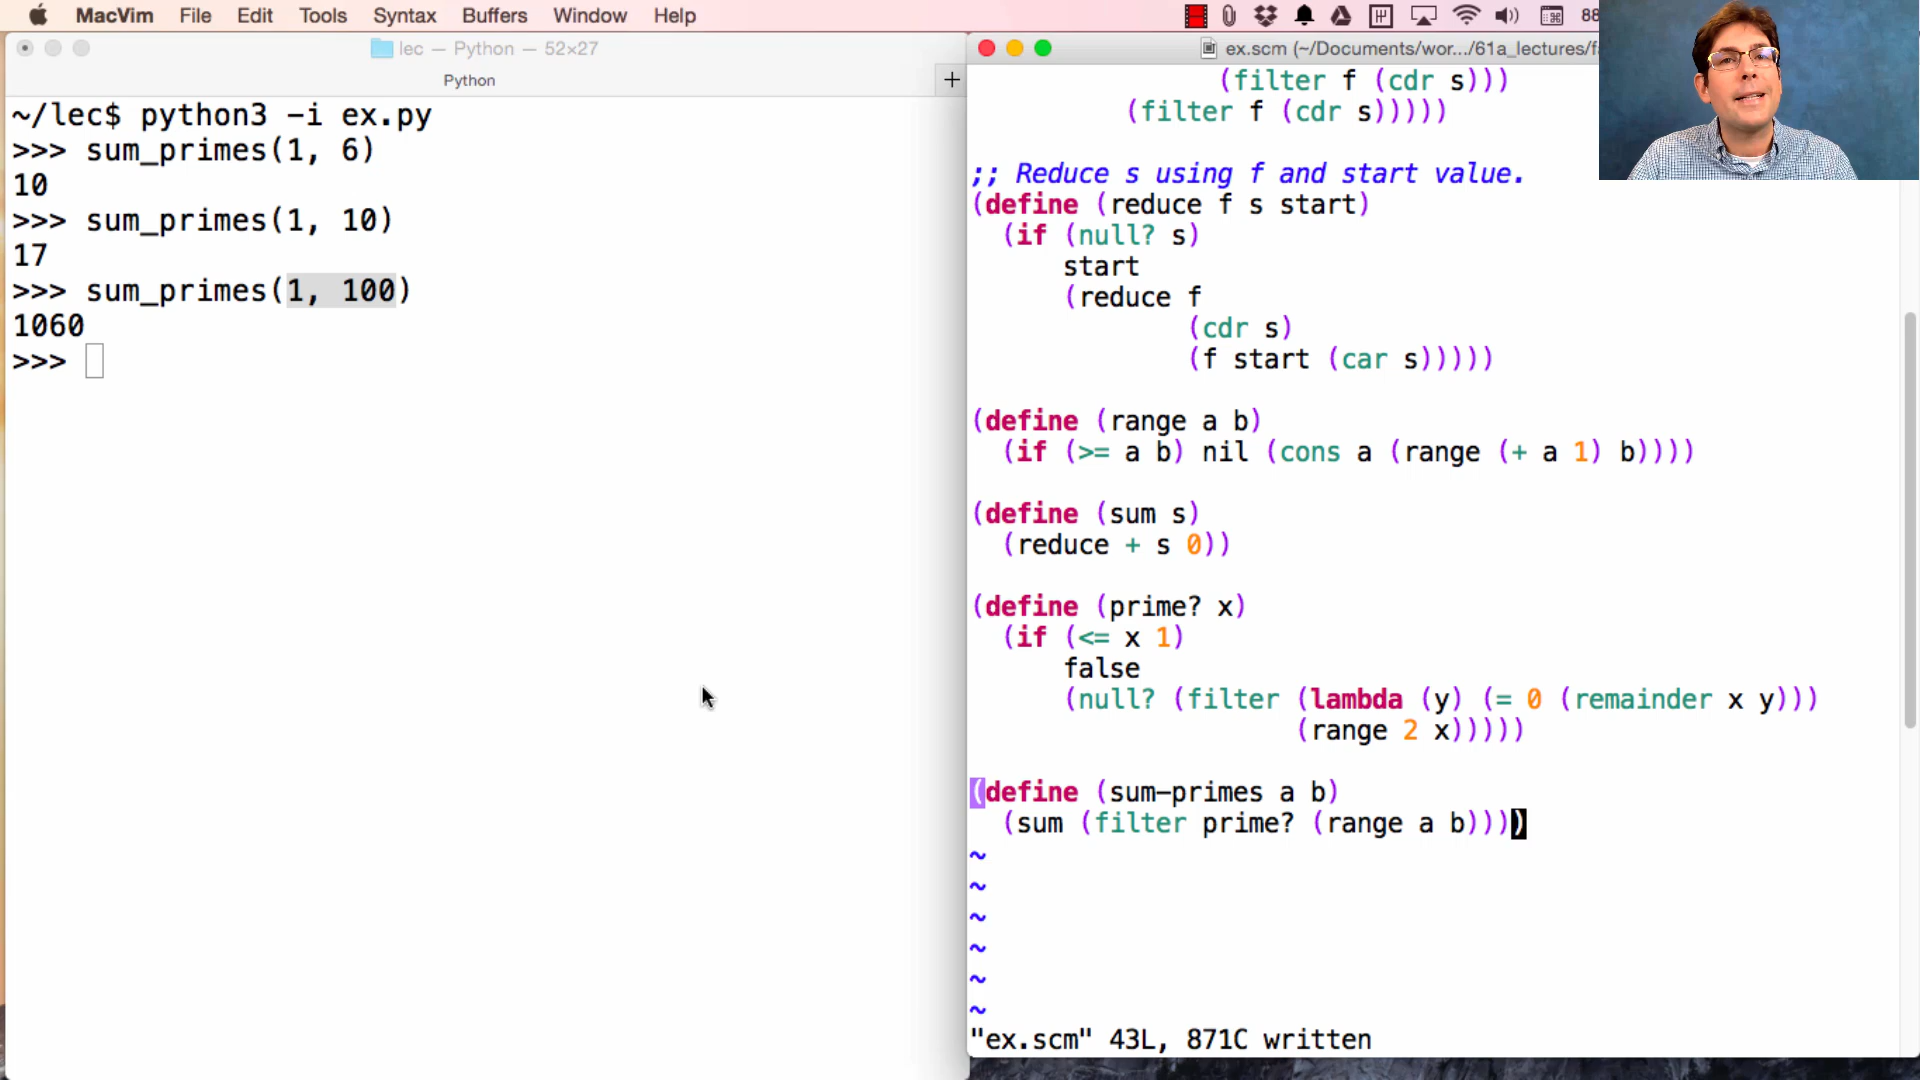 MacVim File Edit Tools Syntax Buffers Window Help
88
lec — Python — 52×27
Python
+
~/lec$ python3 -i ex.py
>>> sum_primes(1, 6)
10
>>> sum_primes(1, 10)
17
>>> sum_primes(1, 100)
1060
>>>
ex.scm (~/Documents/wor.../61a_lectures/f
(filter f (cdr s)))
(filter f (cdr s)))))
;; Reduce s using f and start value.
(define (reduce f s start)
(if (null? s)
start
(reduce f
(cdr s)
(f start (car s)))))
(define (range a b)
(if (>= a b) nil (cons a (range (+ a 1) b))))
(define (sum s)
(reduce + s 0))
(define (prime? x)
(if (<= x 1)
false
(null? (filter (lambda (y) (= 0 (remainder x y)))
(range 2 x)))))
(define (sum-primes a b)
(sum (filter prime? (range a b))))
~
~
~
~
~
~
"ex.scm" 43L, 871C written